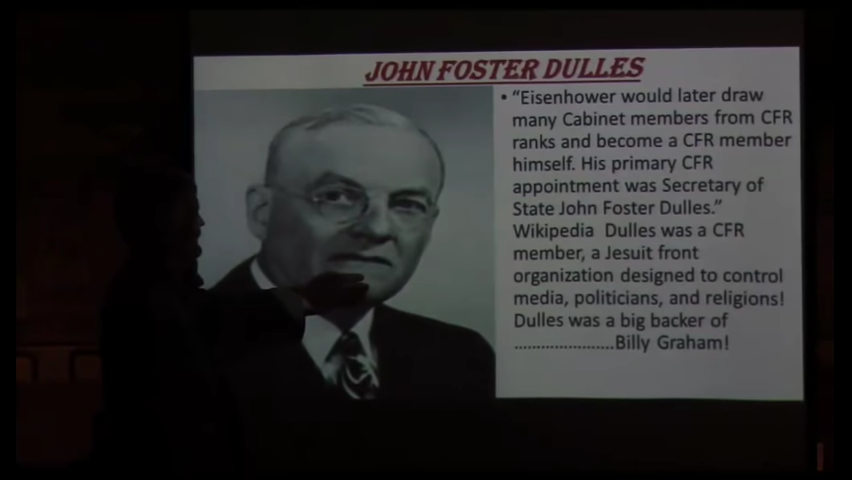 JOHN FOSTER DULLES
• "Eisenhower would later draw
many Cabinet members from CFR
ranks and become a CFR member
himself. His primary CFR
appointment was Secretary of
State John Foster Dulles."
Wikipedia Dulles was a CFR
member, a Jesuit front
organization designed to control
media, politicians, and religions!
Dulles was a big backer of
.....................Billy Graham!